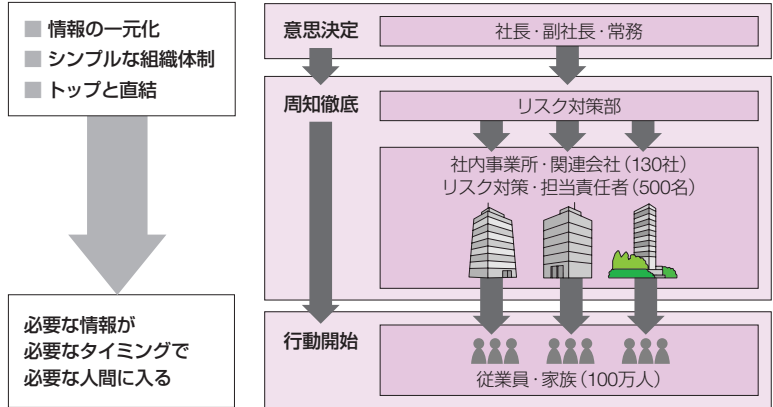 ■ 情報の一元化
■ シンプルな組織体制
■ トップと直結
必要な情報が
必要なタイミングで
必要な人間に入る
意思決定
社長・副社長・常務
周知徹底
リスク対策部
社内事業所・関連会社（130社）
リスク対策・担当責任者（500名）
行動開始
従業員・家族（100万人）